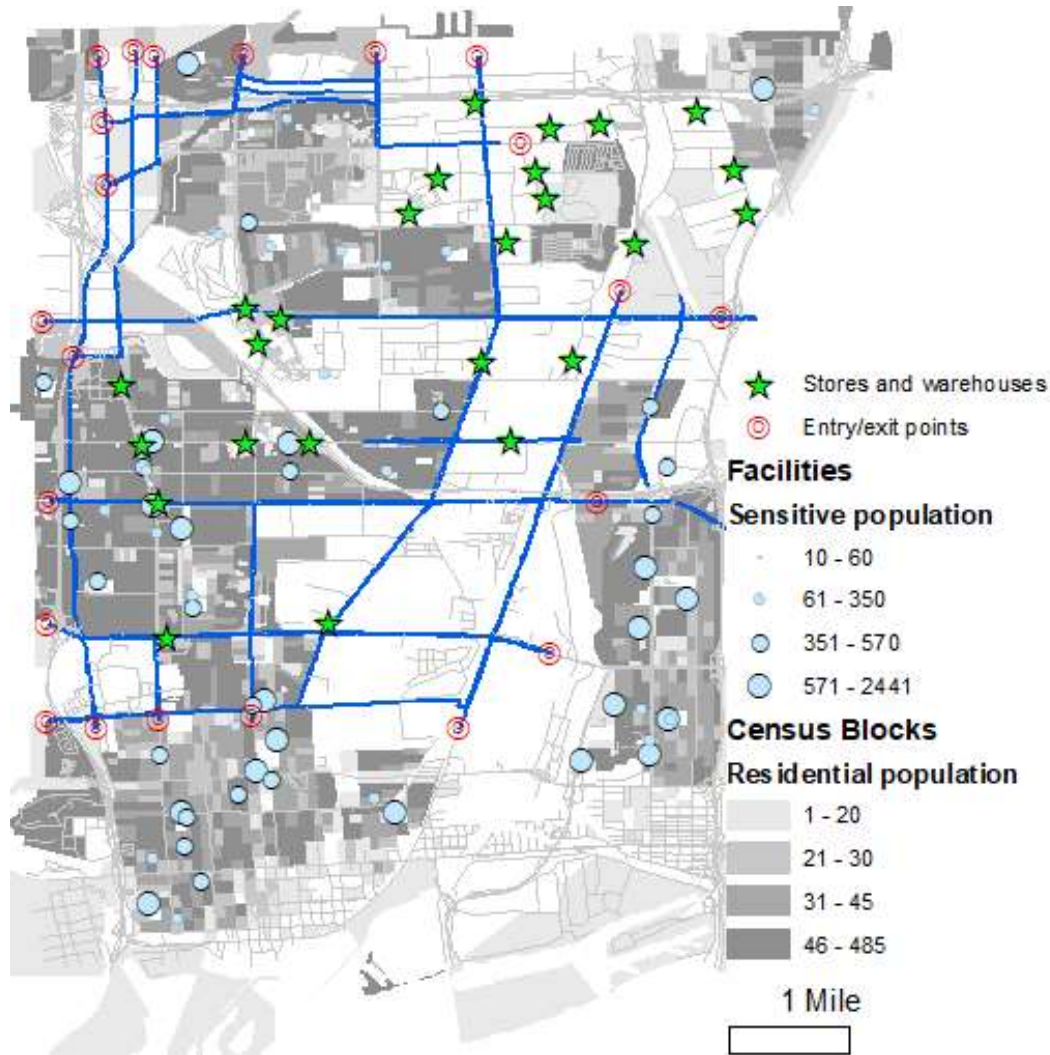 Stores and warehouses
Entry/exit points
Facilities
Sensitive population
10 - 60
61 - 350
351 - 570
571 - 2441
Census Blocks
Residential population
1 - 20
21 - 30
31 - 45
46 - 485
1 Mile